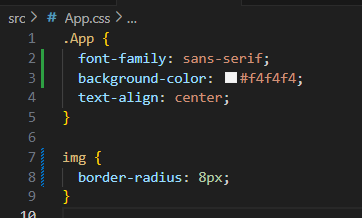 src > # App.css > ...
1 .App {
2   font-family: sans-serif;
3   background-color: #f4f4f4;
4   text-align: center;
5 }
6
7 img {
8   border-radius: 8px;
9 }
10